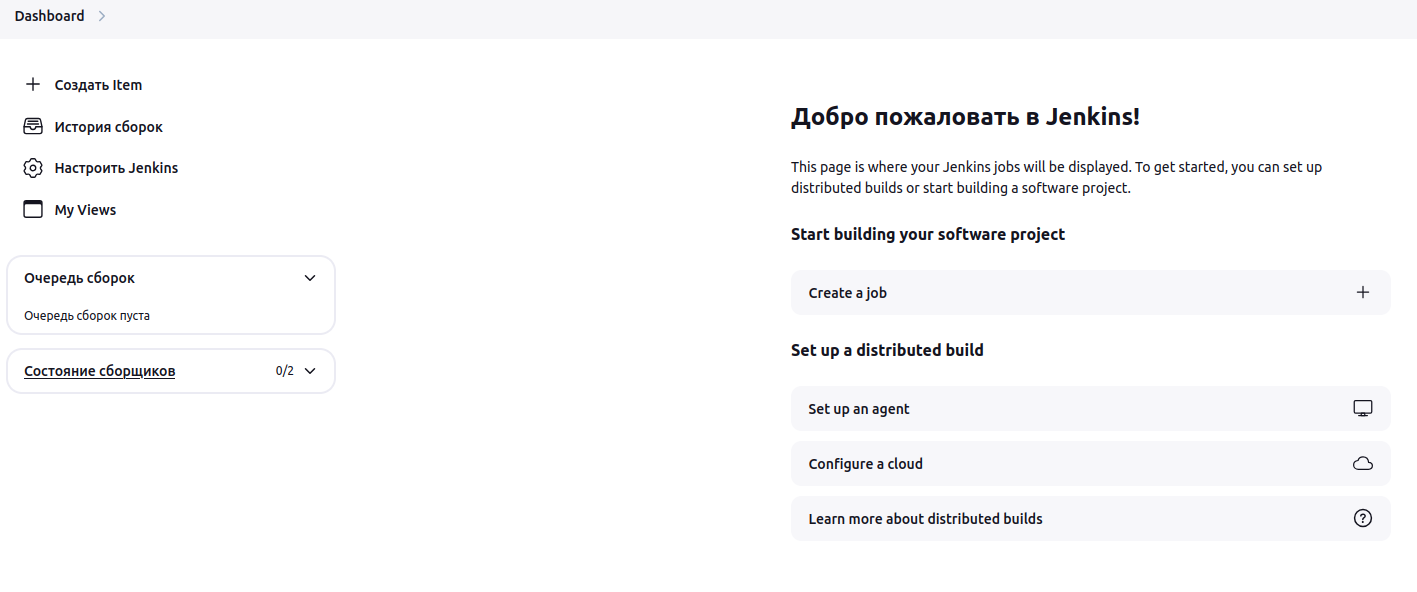 Dashboard
Создать Item
История сборок
Настроить Jenkins
My Views
Очередь сборок
Очередь сборок пуста
Состояние сборщиков 0/2
Добро пожаловать в Jenkins!
This page is where your Jenkins jobs will be displayed. To get started, you can set up
distributed builds or start building a software project.
Start building your software project
Create a job
Set up a distributed build
Set up an agent
Configure a cloud
Learn more about distributed builds